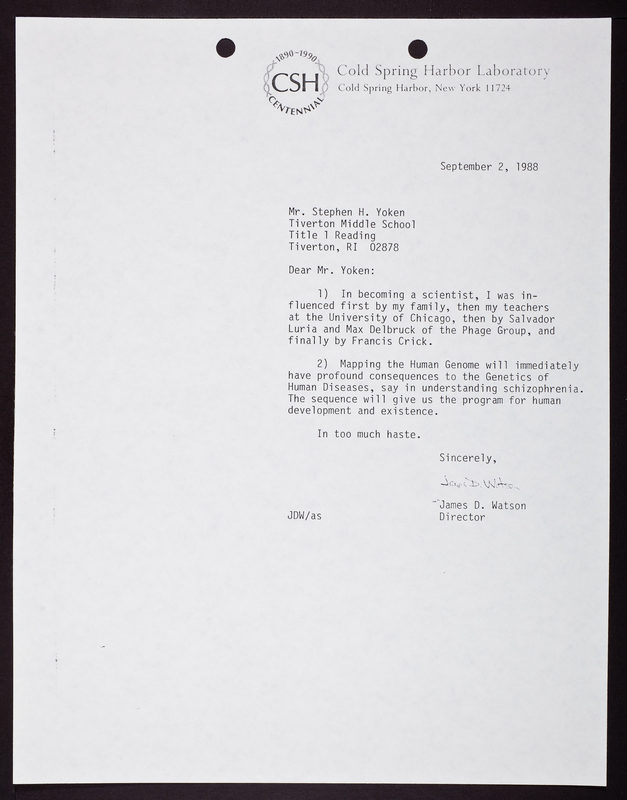 1890-1990
CSH
CENTENNIAL
Cold Spring Harbor Laboratory
Cold Spring Harbor, New York 11724
September 2, 1988
Mr. Stephen H. Yoken
Tiverton Middle School
Title 1 Reading
Tiverton, RI 02878
Dear Mr. Yoken:
1) In becoming a scientist, I was in-
fluenced first by my family, then my teachers
at the University of Chicago, then by Salvador
Luria and Max Delbruck of the Phage Group, and
finally by Francis Crick.
2) Mapping the Human Genome will immediately
have profound consequences to the Genetics of
Human Diseases, say in understanding schizophrenia.
The sequence will give us the program for human
development and existence.
In too much haste.
Sincerely,
James D. Watson
James D. Watson
JDW/as Director